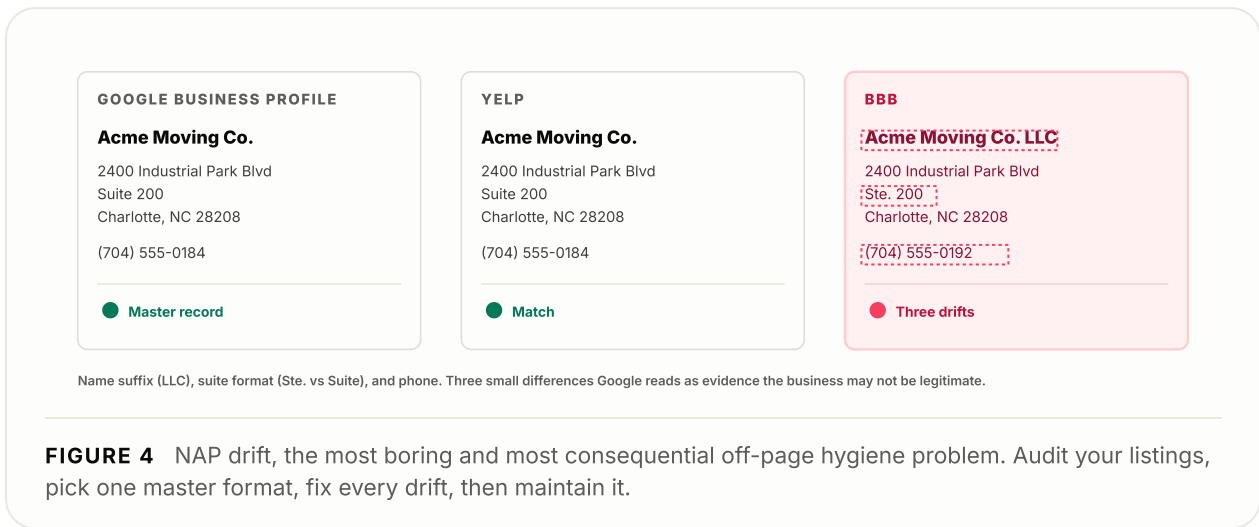 GOOGLE BUSINESS PROFILE
Acme Moving Co.
2400 Industrial Park Blvd
Suite 200
Charlotte, NC 28208
(704) 555-0184
Master record
YELP
Acme Moving Co.
2400 Industrial Park Blvd
Suite 200
Charlotte, NC 28208
(704) 555-0184
Match
BBB
Acme Moving Co. LLC
2400 Industrial Park Blvd
Ste. 200
Charlotte, NC 28208
(704) 555-0192
Three drifts
Name suffix (LLC), suite format (Ste. vs Suite), and phone. Three small differences Google reads as evidence the business may not be legitimate.
FIGURE 4 NAP drift, the most boring and most consequential off-page hygiene problem. Audit your listings,
pick one master format, fix every drift, then maintain it.